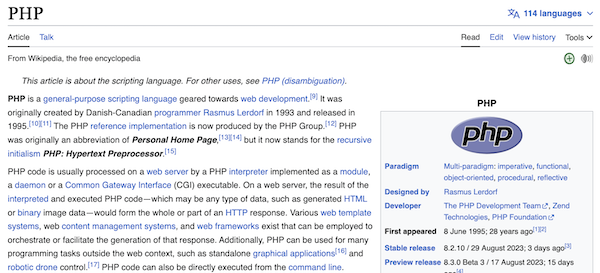 PHP
114 languages
Article Talk
Read Edit View history Tools
From Wikipedia, the free encyclopedia
This article is about the scripting language. For other uses, see PHP (disambiguation).
PHP is a general-purpose scripting language geared towards web development.[9] It was
originally created by Danish-Canadian programmer Rasmus Lerdorf in 1993 and released in
1995.[10][11] The PHP reference implementation is now produced by the PHP Group.[12] PHP
was originally an abbreviation of Personal Home Page,[13][14] but it now stands for the recursive
initialism PHP: Hypertext Preprocessor.[15]
PHP code is usually processed on a web server by a PHP interpreter implemented as a module,
a daemon or a Common Gateway Interface (CGI) executable. On a web server, the result of the
interpreted and executed PHP code—which may be any type of data, such as generated HTML
or binary image data—would form the whole or part of an HTTP response. Various web template
systems, web content management systems, and web frameworks exist that can be employed to
orchestrate or facilitate the generation of that response. Additionally, PHP can be used for many
programming tasks outside the web context, such as standalone graphical applications[16] and
robotic drone control.[17] PHP code can also be directly executed from the command line.
PHP
php
Paradigm Multi-paradigm: imperative, functional,
object-oriented, procedural, reflective
Designed by Rasmus Lerdorf
Developer The PHP Development Team, Zend
Technologies, PHP Foundation
First appeared 8 June 1995; 28 years ago[1][2]
Stable release 8.2.10 / 29 August 2023; 3 days ago[3]
Preview release 8.3.0 Beta 3 / 17 August 2023; 15 days
ago[4]